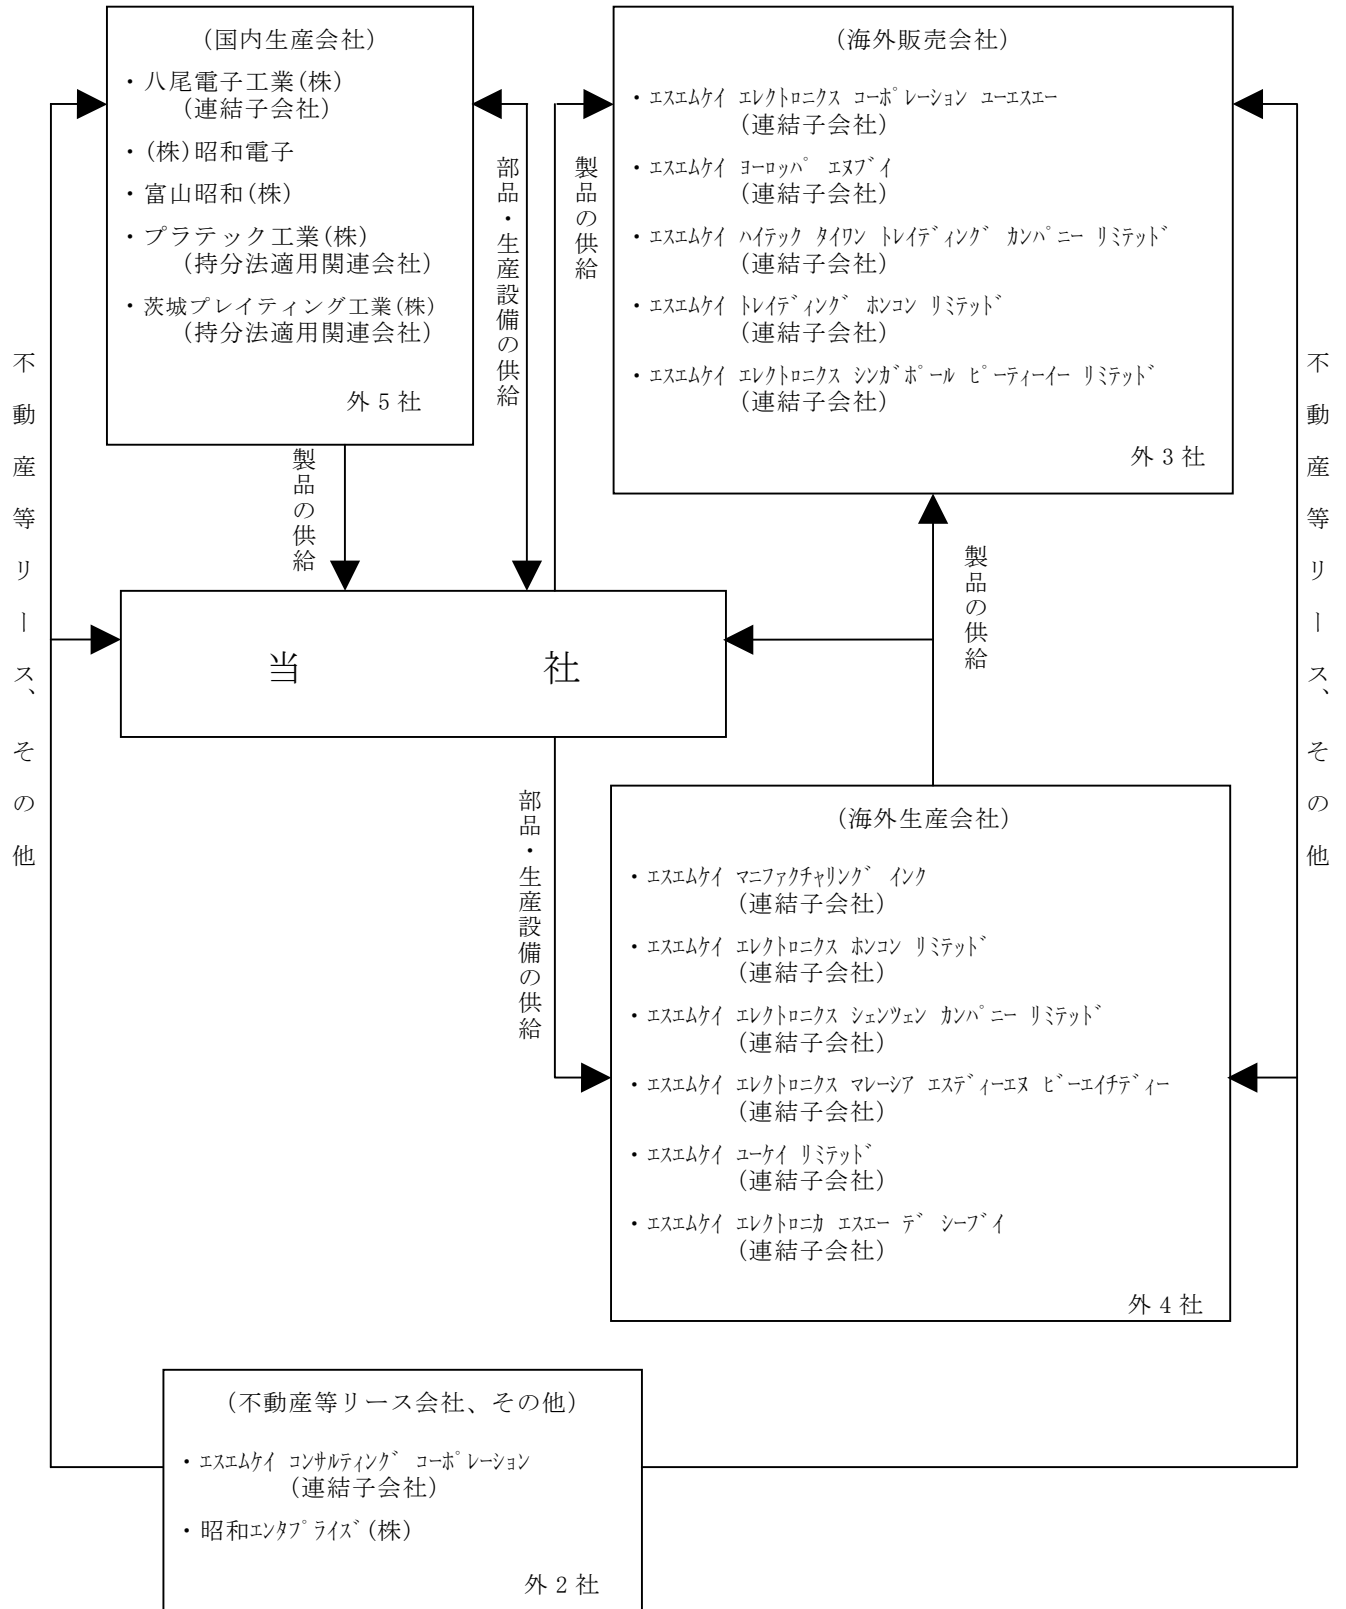 (国内生産会社)
・八尾電子工業(株)
(連結子会社)
・(株)昭和電子
・富山昭和(株)
・プラテック工業(株)
(持分法適用関連会社)
・茨城プレイティング工業(株)
(持分法適用関連会社)
外5社
(海外販売会社)
・ｴｽｴﾑｹｲ ｴﾚｸﾄﾛﾆｸｽ ｺｰﾎﾟﾚｰｼｮﾝ ﾕｰｴｽｴｰ
(連結子会社)
・ｴｽｴﾑｹｲ ﾖｰﾛｯﾊﾟ ｴﾇﾌﾞｲ
(連結子会社)
・ｴｽｴﾑｹｲ ﾊｲﾃｯｸ ﾀｲﾜﾝ ﾄﾚｲﾃﾞｨﾝｸﾞ ｶﾝﾊﾟﾆｰ ﾘﾐﾃｯﾄﾞ
(連結子会社)
・ｴｽｴﾑｹｲ ﾄﾚｲﾃﾞｨﾝｸﾞ ﾎﾝｺﾝ ﾘﾐﾃｯﾄﾞ
(連結子会社)
・ｴｽｴﾑｹｲ ｴﾚｸﾄﾛﾆｸｽ ｼﾝｶﾞﾎﾟｰﾙ ﾋﾟｰﾃｨｰｲｰ ﾘﾐﾃｯﾄﾞ
(連結子会社)
外3社
部品・生産設備の供給
製品の供給
製品の供給
不動産等リース、その他
不動産等リース、その他
当社
製品の供給
部品・生産設備の供給
(海外生産会社)
・ｴｽｴﾑｹｲ ﾏﾆﾌｧｸﾁｬﾘﾝｸﾞ ｲﾝｸ
(連結子会社)
・ｴｽｴﾑｹｲ ｴﾚｸﾄﾛﾆｸｽ ﾎﾝｺﾝ ﾘﾐﾃｯﾄﾞ
(連結子会社)
・ｴｽｴﾑｹｲ ｴﾚｸﾄﾛﾆｸｽ ｼｪﾝﾂｪﾝ ｶﾝﾊﾟﾆｰ ﾘﾐﾃｯﾄﾞ
(連結子会社)
・ｴｽｴﾑｹｲ ｴﾚｸﾄﾛﾆｸｽ ﾏﾚｰｼｱ ｴｽﾃﾞｨｰｴﾇ ﾋﾞｰｴｲﾁﾃﾞｨｰ
(連結子会社)
・ｴｽｴﾑｹｲ ﾕｰｹｲ ﾘﾐﾃｯﾄﾞ
(連結子会社)
・ｴｽｴﾑｹｲ ｴﾚｸﾄﾛﾆｶ ｴｽｴｰ ﾃﾞ ｼｰﾌﾞｲ
(連結子会社)
外4社
(不動産等リース会社、その他)
・ｴｽｴﾑｹｲ ｺﾝｻﾙﾃｨﾝｸﾞ ｺｰﾎﾟﾚｰｼｮﾝ
(連結子会社)
・昭和ｴﾝﾀﾌﾟﾗｲｽﾞ(株)
外2社